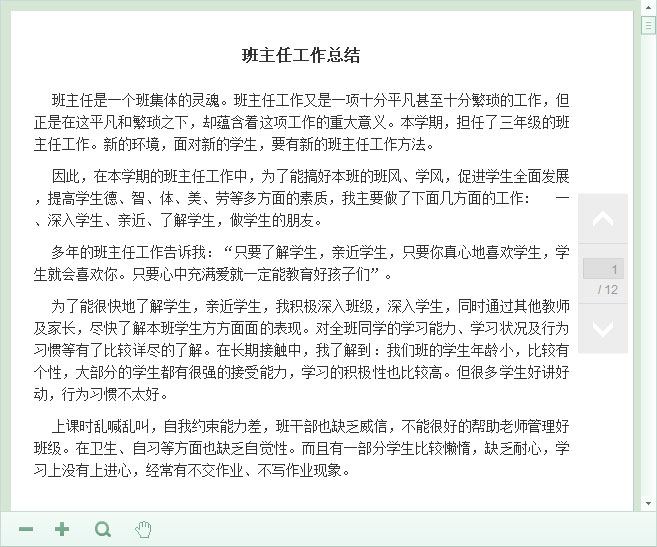 班主任工作总结
班主任是一个班集体的灵魂。班主任工作又是一项十分平凡甚至十分繁琐的工作，但
正是在这平凡和繁琐之下，却蕴含着这项工作的重大意义。本学期，担任了三年级的班
主任工作。新的环境，面对新的学生，要有新的班主任工作方法。
因此，在本学期的班主任工作中，为了能搞好本班的班风、学风，促进学生全面发展
，提高学生德、智、体、美、劳等多方面的素质，我主要做了下面几方面的工作： 一
、深入学生、亲近、了解学生，做学生的朋友。
多年的班主任工作告诉我：“只要了解学生，亲近学生，只要你真心地喜欢学生，学
生就会喜欢你。只要心中充满爱就一定能教育好孩子们”。
为了能很快地了解学生，亲近学生，我积极深入班级，深入学生，同时通过其他教师
及家长，尽快了解本班学生方方面面的表现。对全班同学的学习能力、学习状况及行为
习惯等有了比较详尽的了解。在长期接触中，我了解到：我们班的学生年龄小，比较有
个性，大部分的学生都有很强的接受能力，学习的积极性也比较高。但很多学生好讲好
动，行为习惯不太好。
上课时乱喊乱叫，自我约束能力差，班干部也缺乏威信，不能很好的帮助老师管理好
班级。在卫生、自习等方面也缺乏自觉性。而且有一部分学生比较懒惰，缺乏耐心，学
习上没有上进心，经常有不交作业、不写作业现象。
1
/ 12